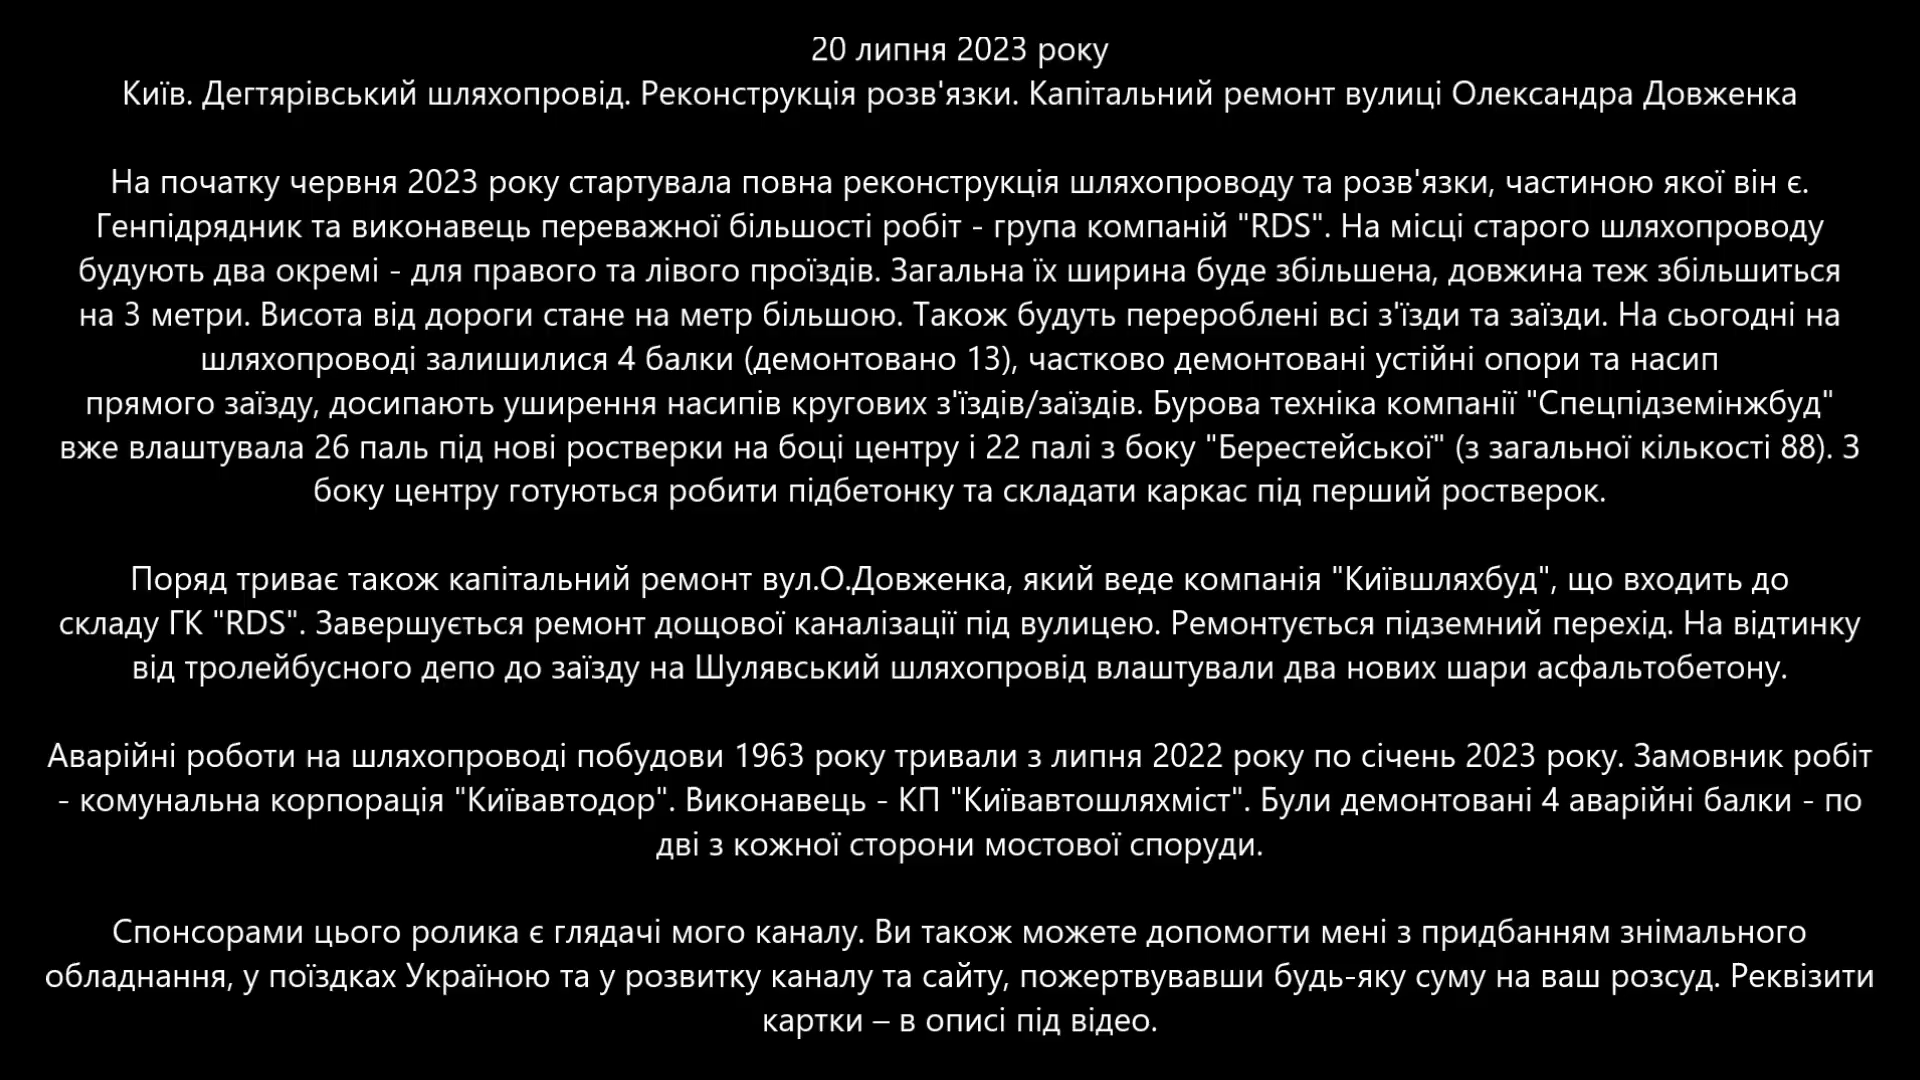 20 липня 2023 року
Київ. Дегтярівський шляхопровід. Реконструкція розв'язки. Капітальний ремонт вулиці Олександра Довженка
На початку червня 2023 року стартувала повна реконструкція шляхопроводу та розв'язки, частиною якої він є.
Генпідрядник та виконавець переважної більшості робіт - група компаній "RDS". На місці старого шляхопроводу
будують два окремі - для правого та лівого проїздів. Загальна їх ширина буде збільшена, довжина теж збільшиться
на 3 метри. Висота від дороги стане на метр більшою. Також будуть перероблені всі з'їзди та заїзди. На сьогодні на
шляхопроводі залишилися 4 балки (демонтовано 13), частково демонтовані устійні опори та насип
прямого заїзду, досипають уширення насипів кругових з'їздів/заїздів. Бурова техніка компанії "Спецпідземінжбуд"
вже влаштувала 26 паль під нові ростверки на боці центру і 22 палі з боку "Берестейської" (з загальної кількості 88). З
боку центру готуються робити підбетонку та складати каркас під перший ростверок.
Поряд триває також капітальний ремонт вул.О.Довженка, який веде компанія "Київшляхбуд", що входить до
складу ГК "RDS". Завершується ремонт дощової каналізації під вулицею. Ремонтується підземний перехід. На відтинку
від тролейбусного депо до заїзду на Шулявський шляхопровід влаштували два нових шари асфальтобетону.
Аварійні роботи на шляхопроводі побудови 1963 року тривали з липня 2022 року по січень 2023 року. Замовник робіт
- комунальна корпорація "Київавтодор". Виконавець - КП "Київавтошляхміст". Були демонтовані 4 аварійні балки - по
дві з кожної сторони мостової споруди.
Спонсорами цього ролика є глядачі мого каналу. Ви також можете допомогти мені з придбанням знімального
обладнання, у поїздках Україною та у розвитку каналу та сайту, пожертвувавши будь-яку суму на ваш розсуд. Реквізити
картки – в описі під відео.